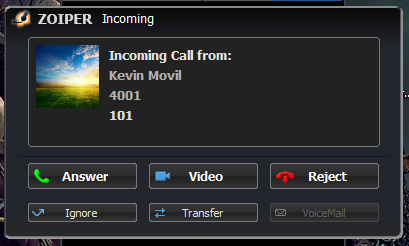 ZOIPER Incoming
Incoming Call from:
Kevin Movil
4001
101
Answer Video Reject
Ignore Transfer VoiceMail